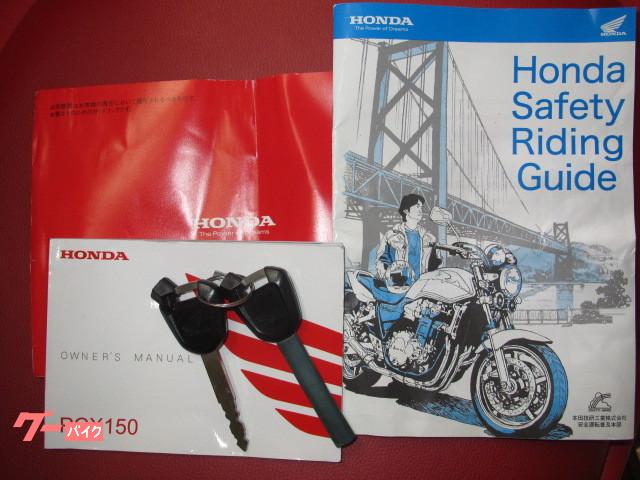 HONDA
The Power of Dreams
HONDA
Honda
Safety
Riding
Guide
HONDA
The Power of Dreams
HONDA
OWNER'S MANUAL
PCX150
グーバイク
本田技研工業株式会社
安全運転普及本部